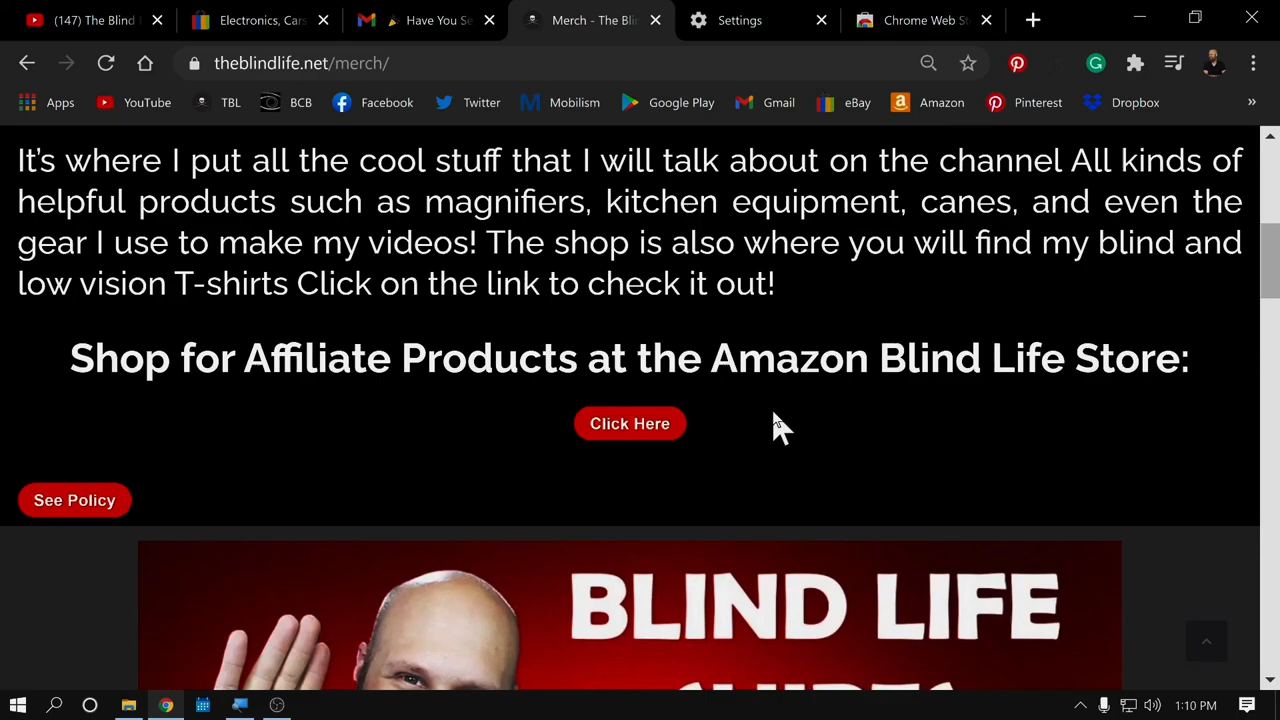 (147) The Blind
Electronics, Cars
Have You Se
Merch - The Blin
Settings
Chrome Web St
theblindlife.net/merch/
Apps
YouTube
TBL
BCB
Facebook
Twitter
Mobilism
Google Play
Gmail
eBay
Amazon
Pinterest
Dropbox
»
It's where I put all the cool stuff that I will talk about on the channel All kinds of
helpful products such as magnifiers, kitchen equipment, canes, and even the
gear I use to make my videos! The shop is also where you will find my blind and
low vision T-shirts Click on the link to check it out!
Shop for Affiliate Products at the Amazon Blind Life Store:
Click Here
See Policy
BLIND LIFE
1:10 PM